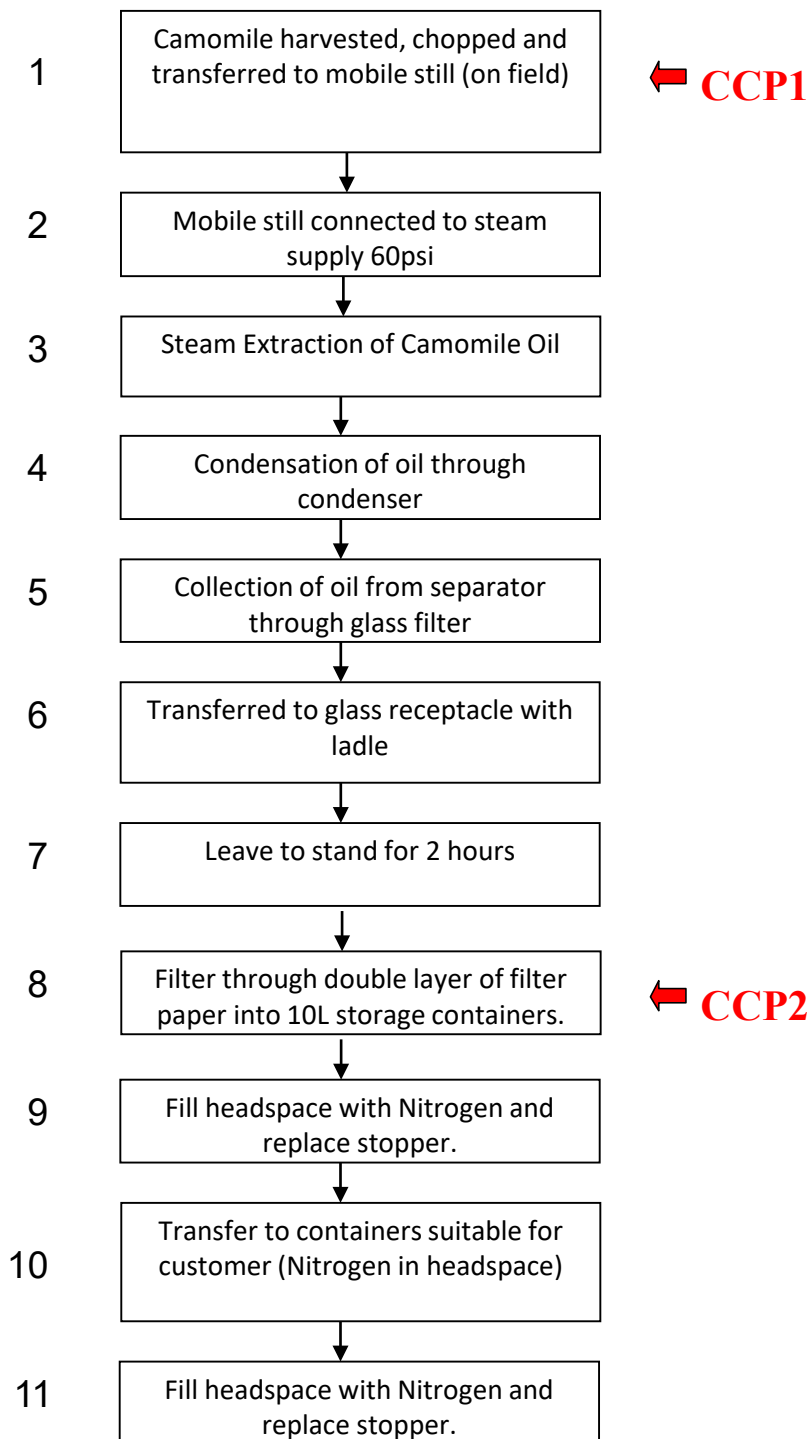 1
Camomile harvested, chopped and
transferred to mobile still (on field)
CCP1
2
Mobile still connected to steam
supply 60psi
3
Steam Extraction of Camomile Oil
4
Condensation of oil through
condenser
5
Collection of oil from separator
through glass filter
6
Transferred to glass receptacle with
ladle
7
Leave to stand for 2 hours
8
Filter through double layer of filter
paper into 10L storage containers.
CCP2
9
Fill headspace with Nitrogen and
replace stopper.
10
Transfer to containers suitable for
customer (Nitrogen in headspace)
11
Fill headspace with Nitrogen and
replace stopper.